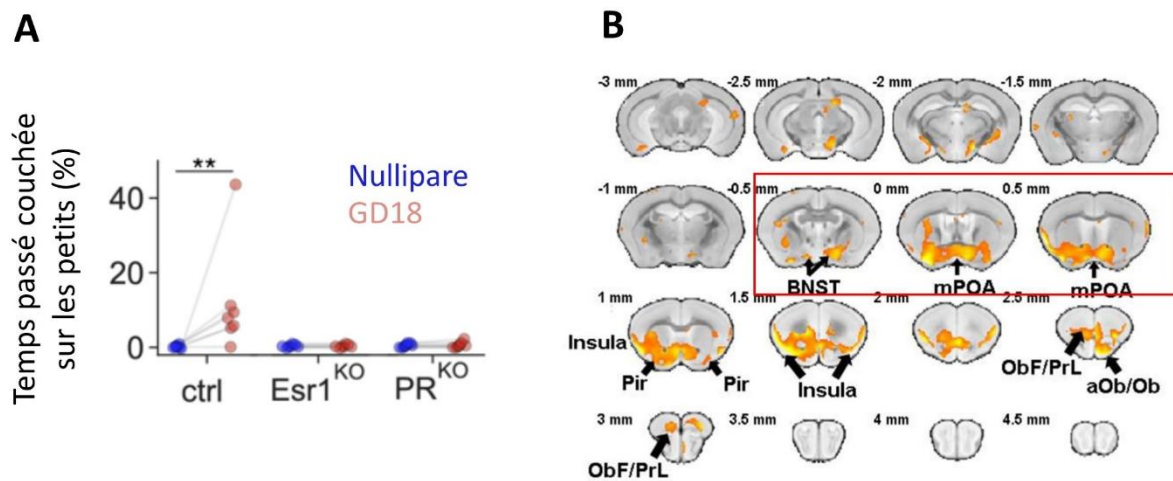 A
Temps passé couchée
sur les petits (%)
40
20
0
**
Nullipare
GD18
ctrl
Esr1KO
PRKO
B
-3 mm
-2.5 mm
-2 mm
-1.5 mm
-1 mm
-0.5 mm
0 mm
0.5 mm
BNST
mPOA
mPOA
1 mm
1.5 mm
2 mm
2.5 mm
Insula
Pir
Pir
Insula
ObF/PrL
aOb/Ob
3 mm
3.5 mm
4 mm
4.5 mm
ObF/PrL